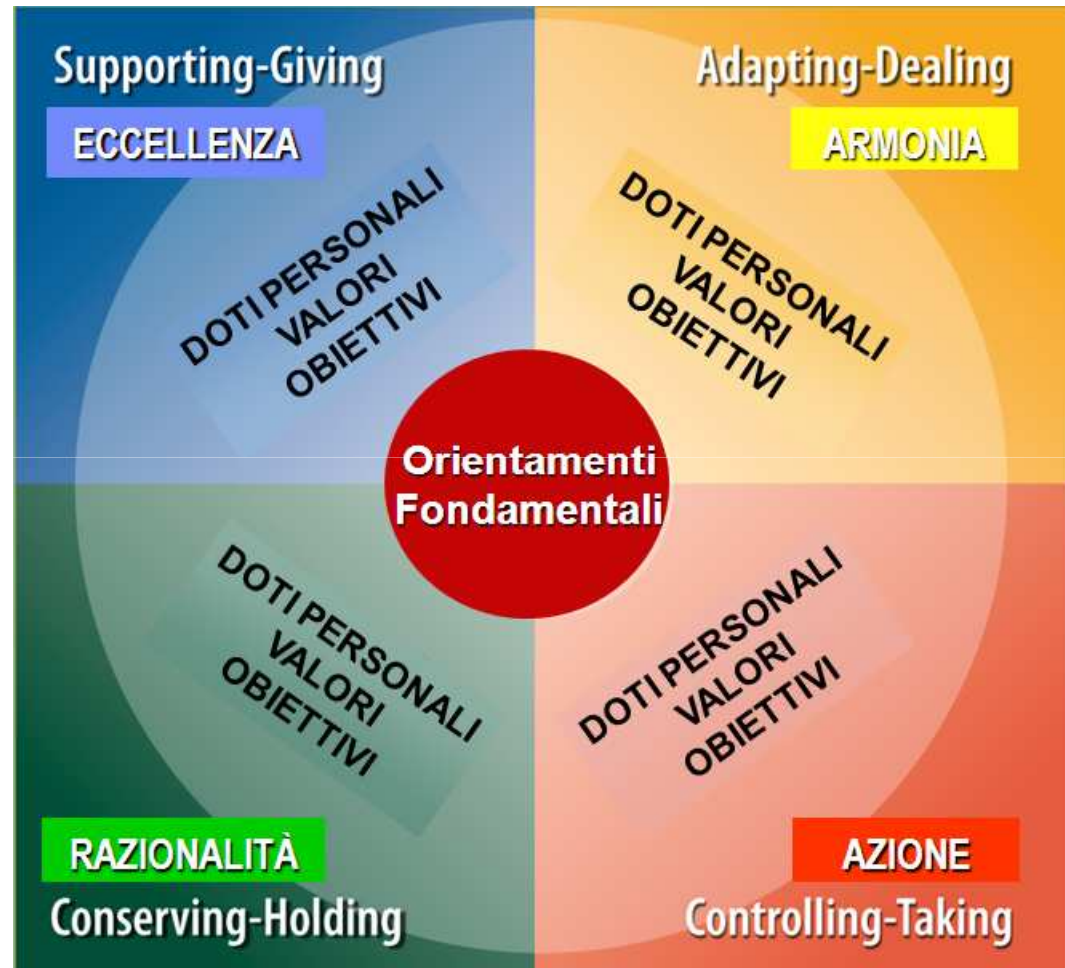 Supporting-Giving
ECCELLENZA
DOTI PERSONALI
VALORI
OBIETTIVI
Adapting-Dealing
ARMONIA
DOTI PERSONALI
VALORI
OBIETTIVI
Orientamenti
Fondamentali
DOTI PERSONALI
VALORI
OBIETTIVI
RAZIONALITÀ
Conserving-Holding
DOTI PERSONALI
VALORI
OBIETTIVI
AZIONE
Controlling-Taking